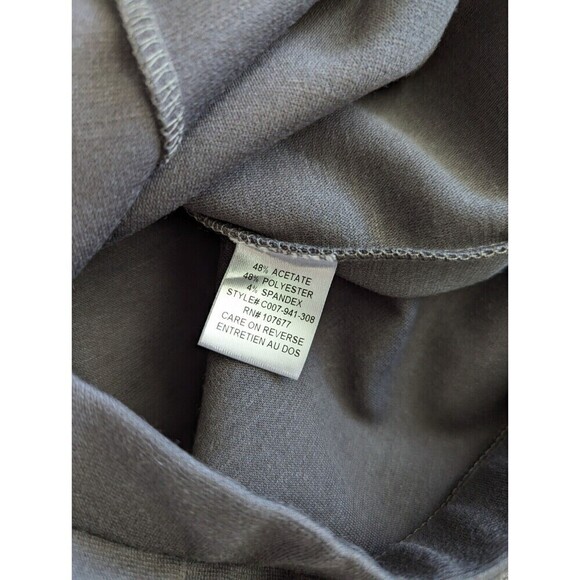 48% ACETATE
48% POLYESTER
4% SPANDEX
STYLE# C007-941-308
RN# 107677
CARE ON REVERSE
ENTRETIEN AU DOS